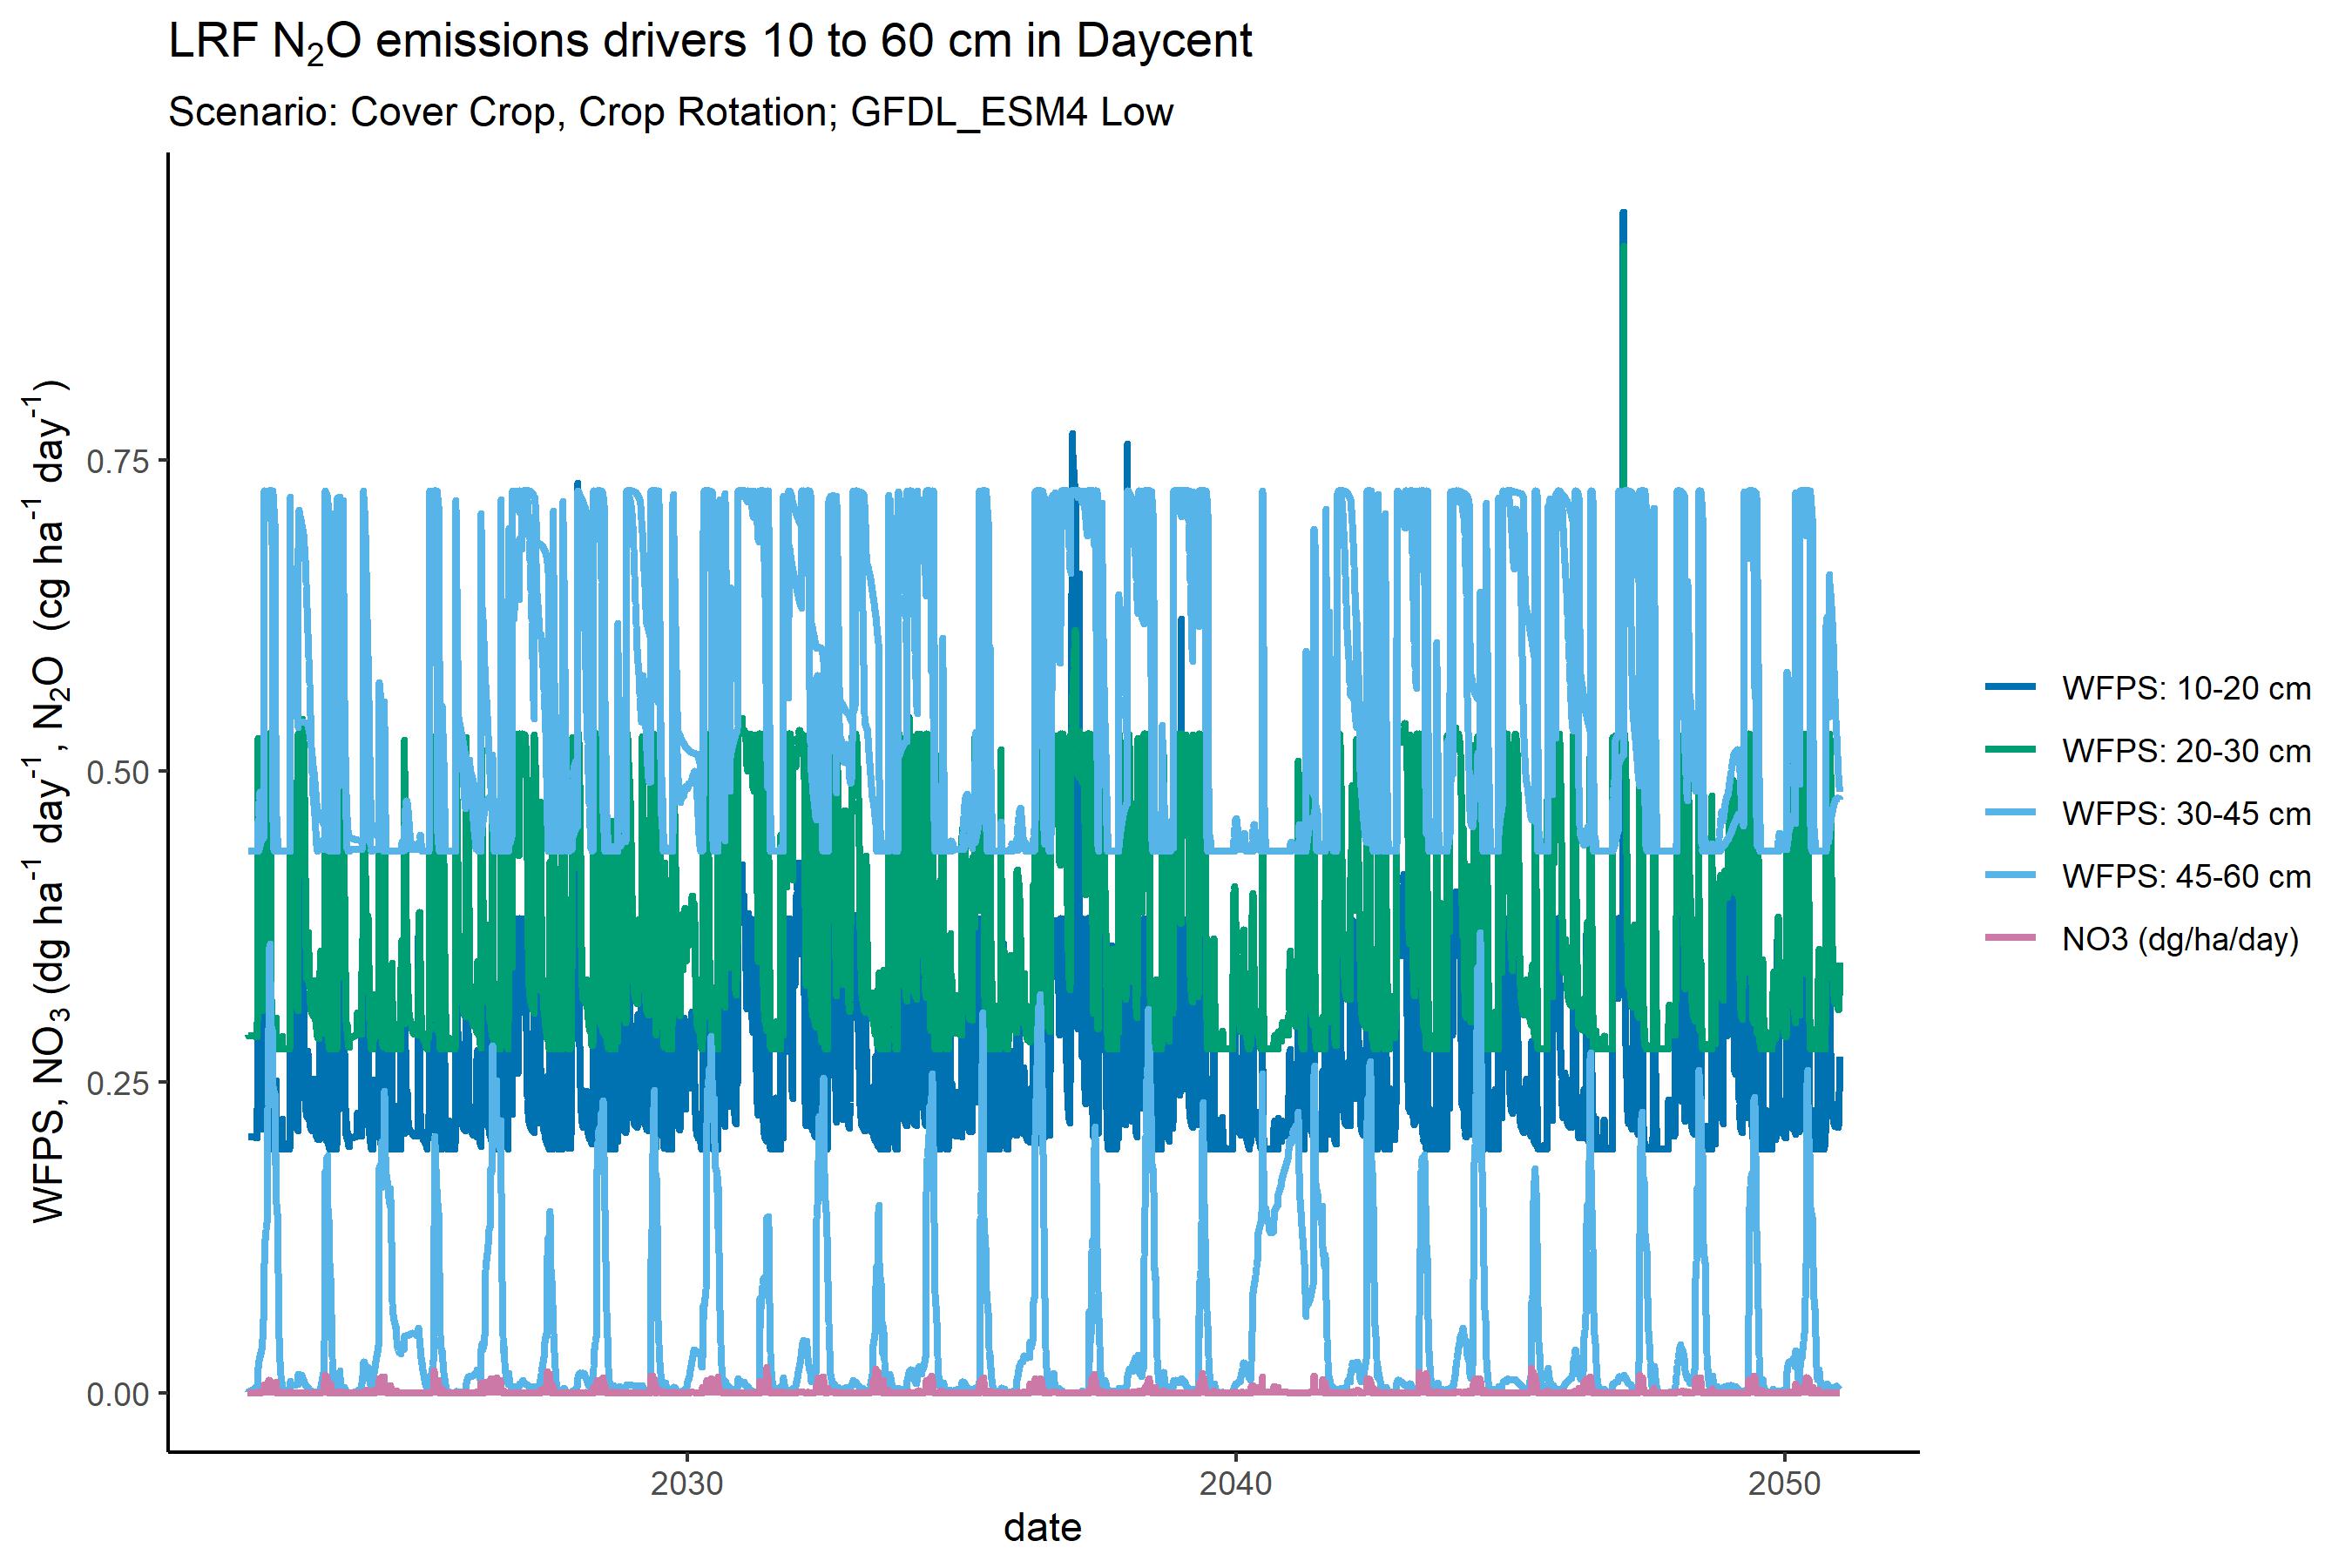 LRF N₂O emissions drivers 10 to 60 cm in Daycent
Scenario: Cover Crop, Crop Rotation; GFDL_ESM4 Low
WFPS, NO₃ (dg ha⁻¹ day⁻¹, N₂O (cg ha⁻¹ day⁻¹)
0.75
0.50
0.25
0.00
2030
2040
2050
date
WFPS: 10-20 cm
WFPS: 20-30 cm
WFPS: 30-45 cm
WFPS: 45-60 cm
NO3 (dg/ha/day)